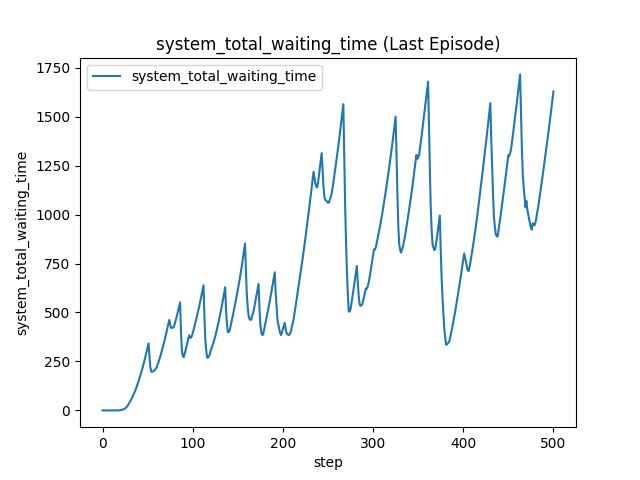 system_total_waiting_time (Last Episode)
system_total_waiting_time
1750
1500
1250
1000
750
500
250
0
system_total_waiting_time
0 100 200 300 400 500
step